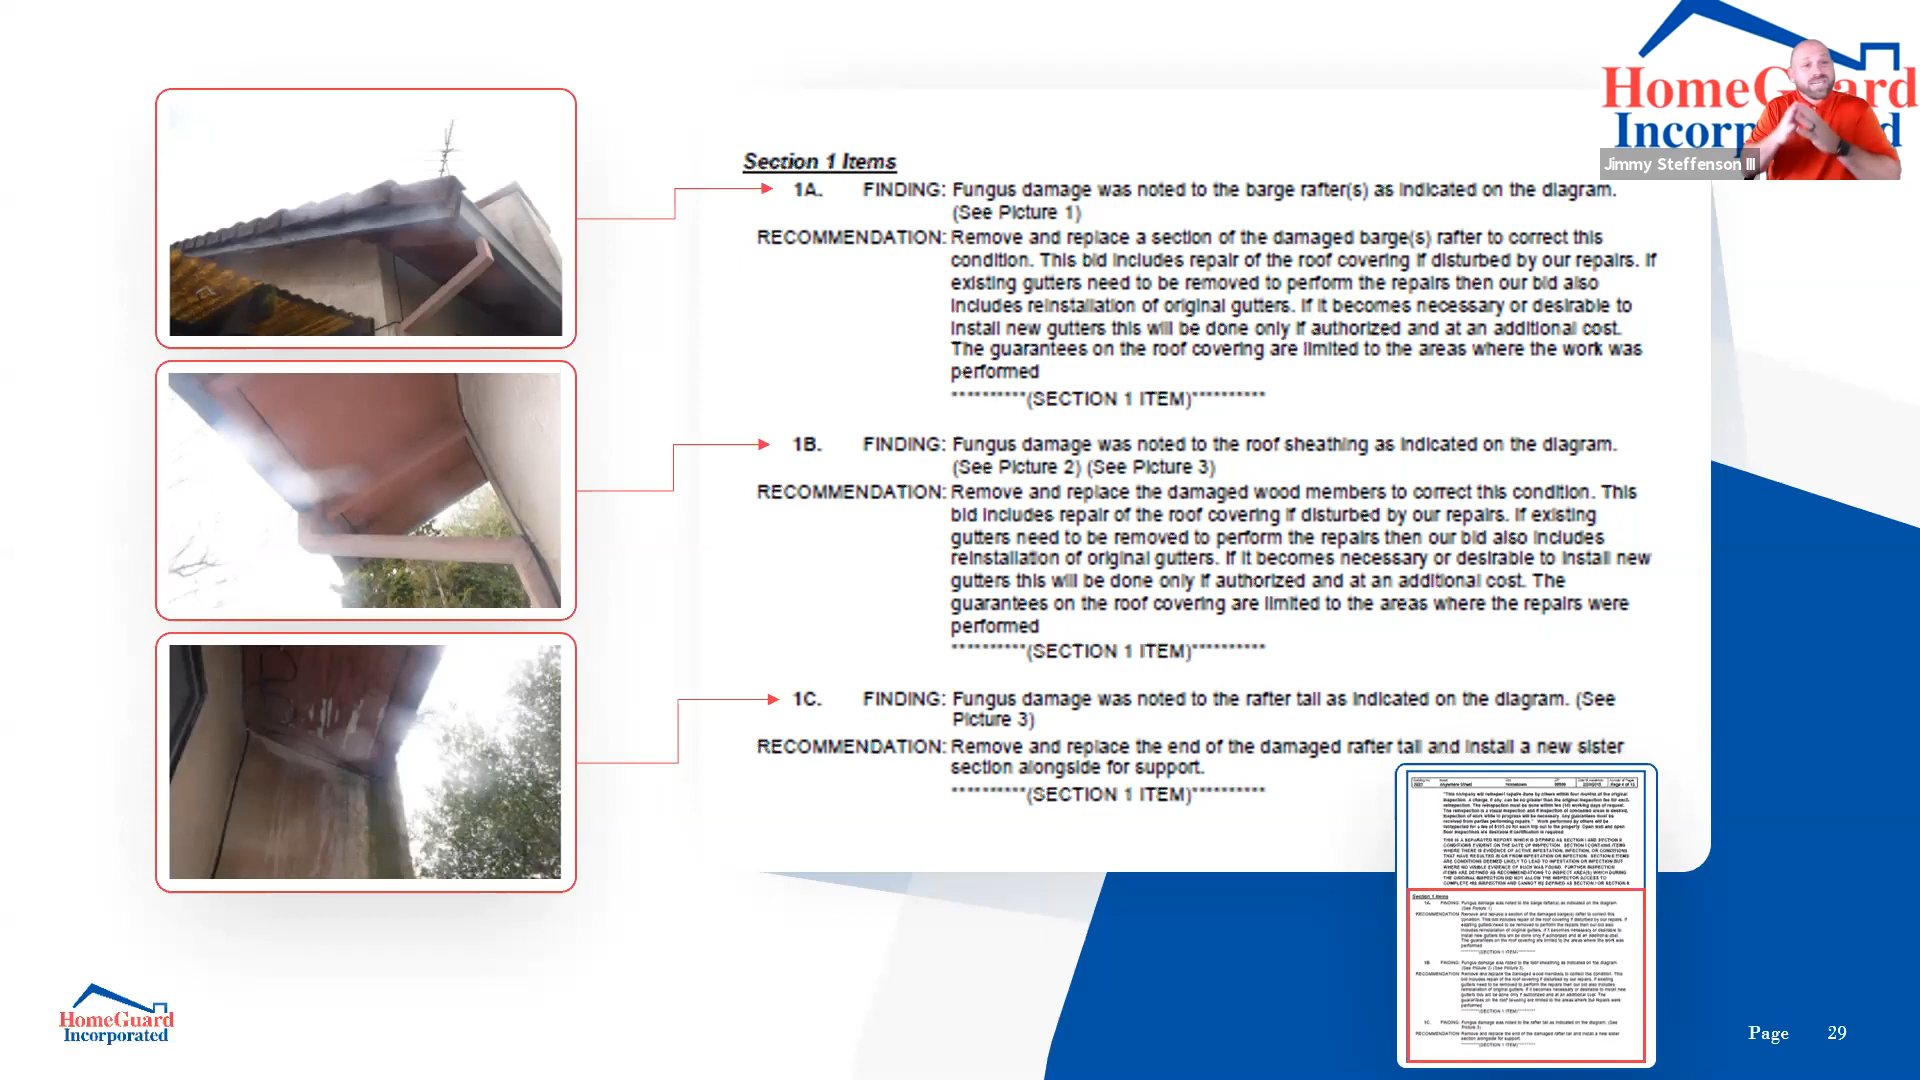 HomeGuard
Incorp
d
Jimmy Steffenson III
Section 1 Items
1A. FINDING: Fungus damage was noted to the barge rafter(s) as indicated on the diagram.
(See Picture 1)
RECOMMENDATION: Remove and replace a section of the damaged barge(s) rafter to correct this
condition. This bid includes repair of the roof covering if disturbed by our repairs. If
existing gutters need to be removed to perform the repairs then our bid also
includes reinstallation of original gutters. If it becomes necessary or desirable to
install new gutters this will be done only if authorized and at an additional cost.
The guarantees on the roof covering are limited to the areas where the work was
performed
**********(SECTION 1 ITEM)**********
1B. FINDING: Fungus damage was noted to the roof sheathing as indicated on the diagram.
(See Picture 2) (See Picture 3)
RECOMMENDATION: Remove and replace the damaged wood members to correct this condition. This
bid includes repair of the roof covering if disturbed by our repairs. If existing
gutters need to be removed to perform the repairs then our bid also includes
reinstallation of original gutters. If it becomes necessary or desirable to install new
gutters this will be done only if authorized and at an additional cost. The
guarantees on the roof covering are limited to the areas where the repairs were
performed
**********(SECTION 1 ITEM)**********
1C. FINDING: Fungus damage was noted to the rafter tail as indicated on the diagram. (See
Picture 3)
RECOMMENDATION: Remove and replace the end of the damaged rafter tail and install a new sister
section alongside for support.
**********(SECTION 1 ITEM)**********
HomeGuard
Incorporated
Page 29